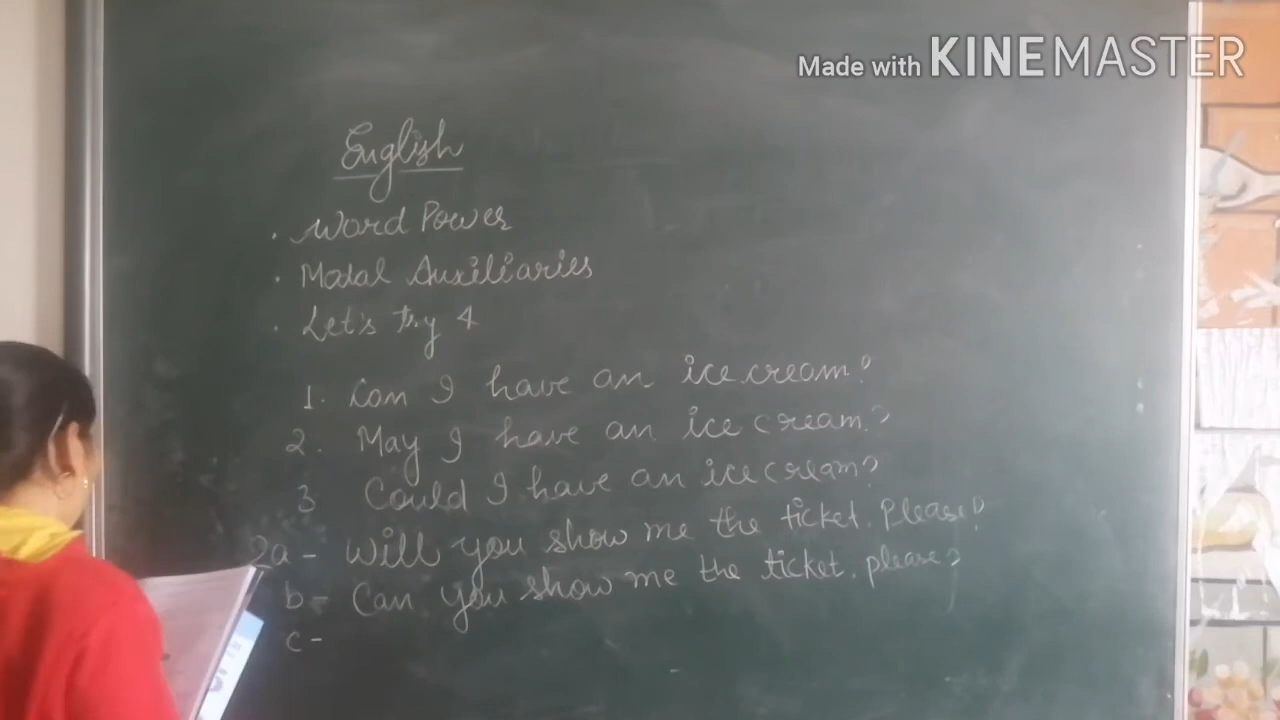 Made with KINEMASTER
English
. Word Power
. Modal Auxiliaries
. Let's try 4
1. Can I have an ice cream?
2. May I have an ice cream?
3 Could I have an ice cream?
2a - Will you show me the ticket. Please?
b - Can you show me the ticket. please?
c -